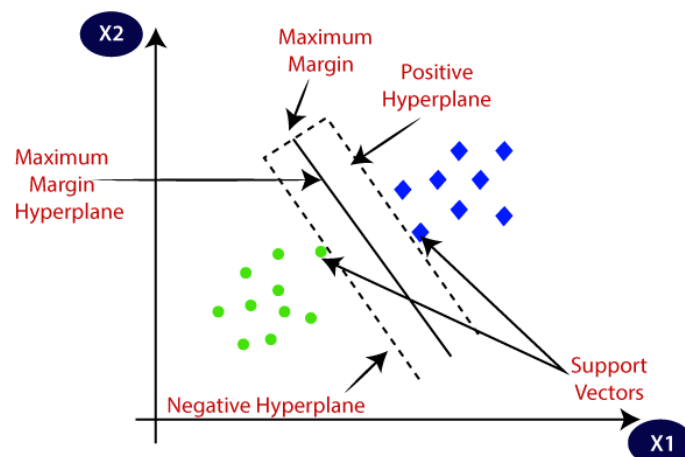 X2
Maximum
Margin
Positive
Hyperplane
Maximum
Margin
Hyperplane
Support
Vectors
Negative Hyperplane
X1